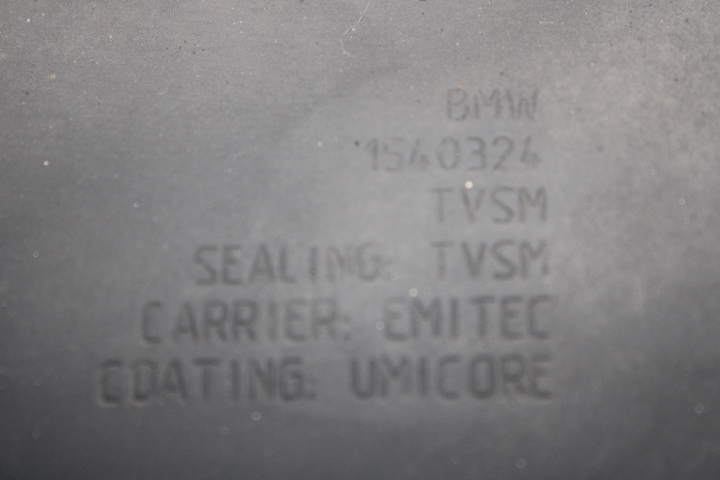 BMW
1540324
TVSM
SEALING: TVSM
CARRIER: EMITEC
COATING: UMICORE